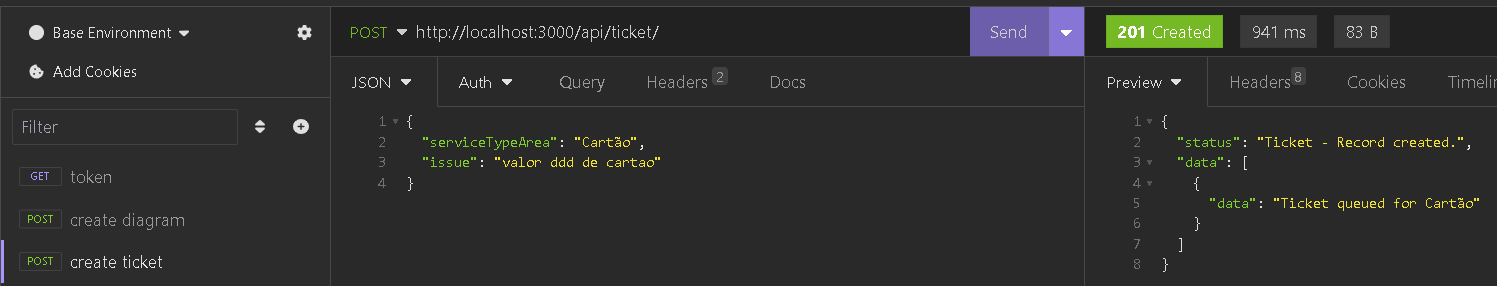 Base Environment
Add Cookies
Filter
GET token
POST create diagram
POST create ticket
POST http://localhost:3000/api/ticket/ Send
JSON Auth Query Headers 2 Docs
1 {
2 "serviceTypeArea": "Cartão",
3 "issue": "valor ddd de cartao"
4 }
201 Created 941 ms 83 B
Preview Headers 8 Cookies Timelin
1 {
2 "status": "Ticket - Record created.",
3 "data": [
4 {
5 "data": "Ticket queued for Cartão"
6 }
7 ]
8 }